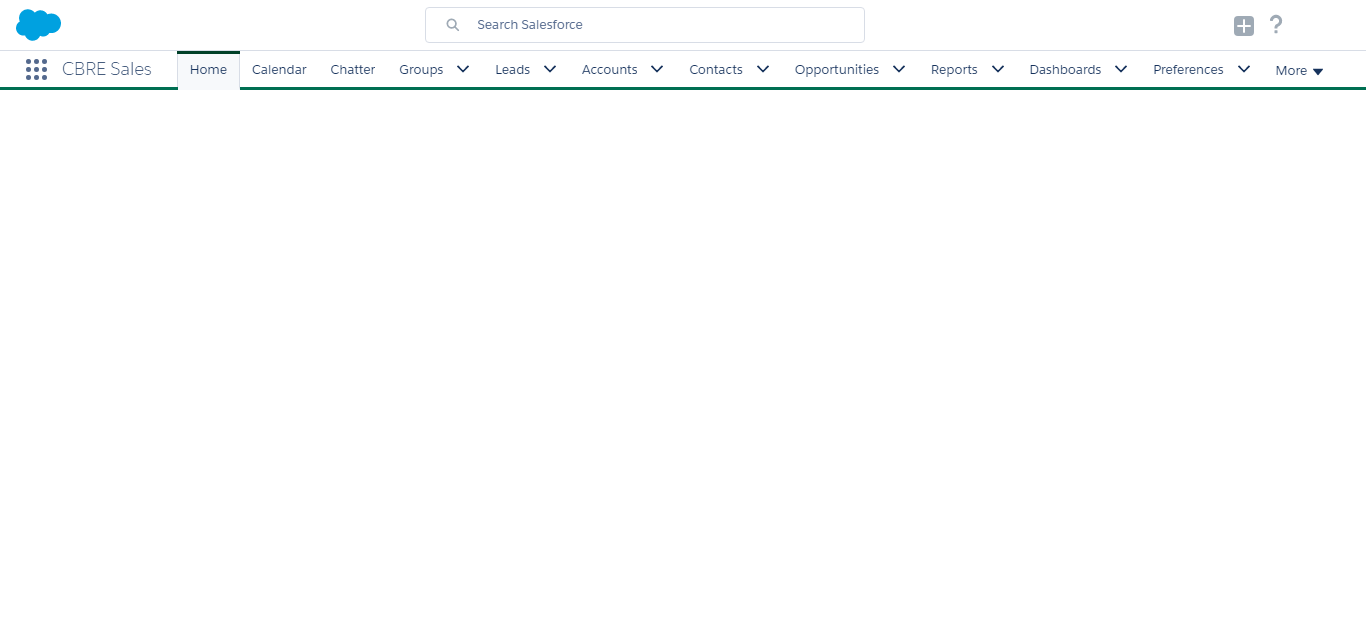 Search Salesforce
CBRE Sales Home Calendar Chatter Groups Leads Accounts Contacts Opportunities Reports Dashboards Preferences More